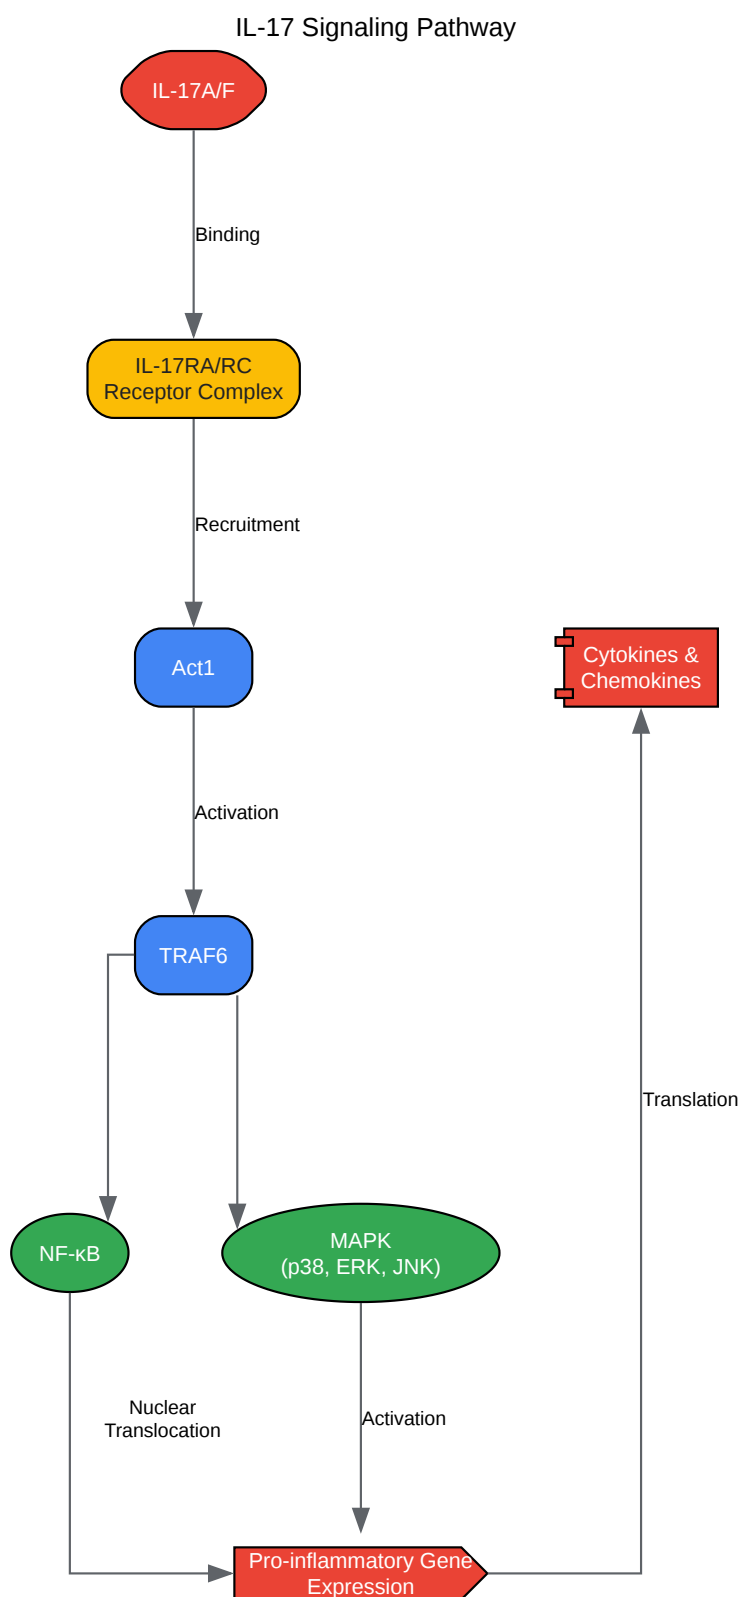 IL-17 Signaling Pathway
IL-17A/F
Binding
IL-17RA/RC
Receptor Complex
Recruitment
Act1
Cytokines &
Chemokines
Activation
TRAF6
Translation
NF-κB
MAPK
(p38, ERK, JNK)
Nuclear
Translocation
Activation
Pro-inflammatory Gene
Expression